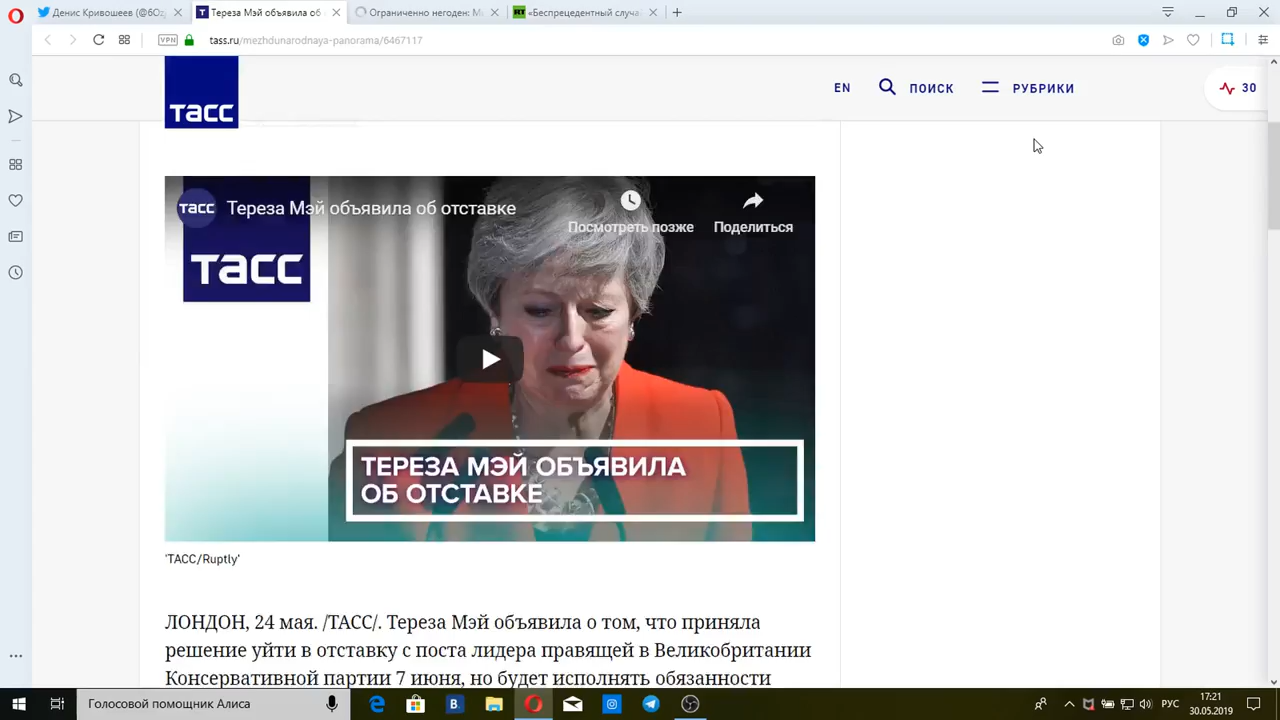 Денис Кривошеев (@6Oz
Тереза Мэй объявила об
Ограниченно негоден: М
RT
«Беспрецедентный случа
VPN
tass.ru/mezhdunarodnaya-panorama/6467117
ТАСС
EN
ПОИСК
РУБРИКИ
30
ТАСС
Тереза Мэй объявила об отставке
Посмотреть позже
Поделиться
ТАСС
ТЕРЕЗА МЭЙ ОБЪЯВИЛА
ОБ ОТСТАВКЕ
'ТАСС/Ruptly'
ЛОНДОН, 24 мая. /ТАСС/. Тереза Мэй объявила о том, что приняла
решение уйти в отставку с поста лидера правящей в Великобритании
Консервативной партии 7 июня, но будет исполнять обязанности
Голосовой помощник Алиса
РУС
17:21
30.05.2019